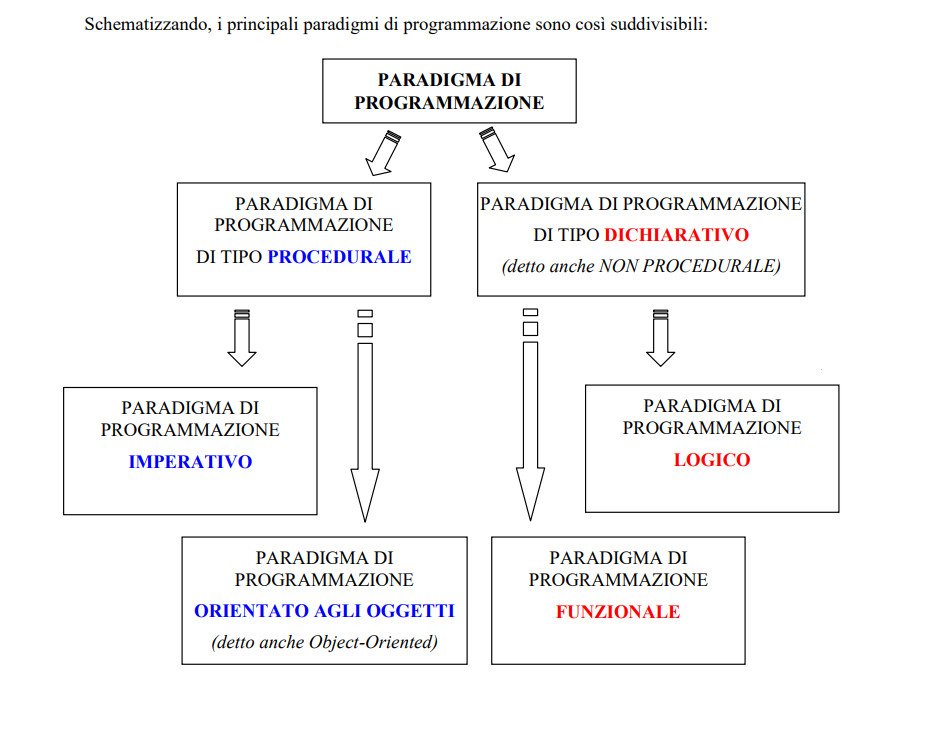 Schematizzando, i principali paradigmi di programmazione sono così suddivisibili:
PARADIGMA DI
PROGRAMMAZIONE
PARADIGMA DI
PROGRAMMAZIONE
DI TIPO PROCEDURALE
PARADIGMA DI PROGRAMMAZIONE
DI TIPO DICHIARATIVO
(detto anche NON PROCEDURALE)
PARADIGMA DI
PROGRAMMAZIONE
IMPERATIVO
PARADIGMA DI
PROGRAMMAZIONE
LOGICO
PARADIGMA DI
PROGRAMMAZIONE
ORIENTATO AGLI OGGETTI
(detto anche Object-Oriented)
PARADIGMA DI
PROGRAMMAZIONE
FUNZIONALE